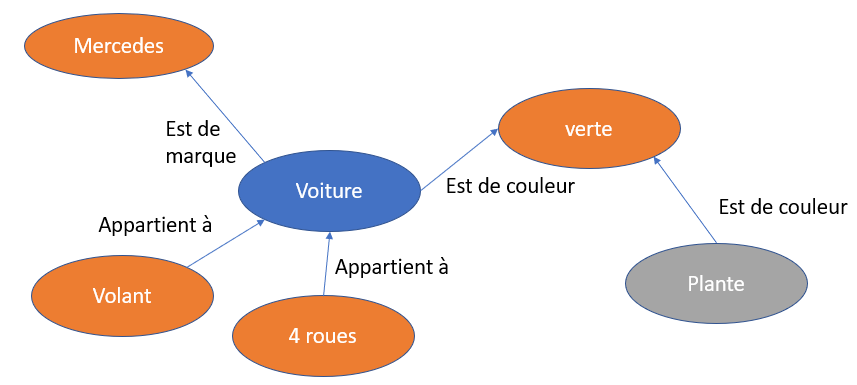 Mercedes
Est de
marque
verte
Voiture
Est de couleur
Est de couleur
Appartient à
Appartient à
Volant
Plante
4 roues